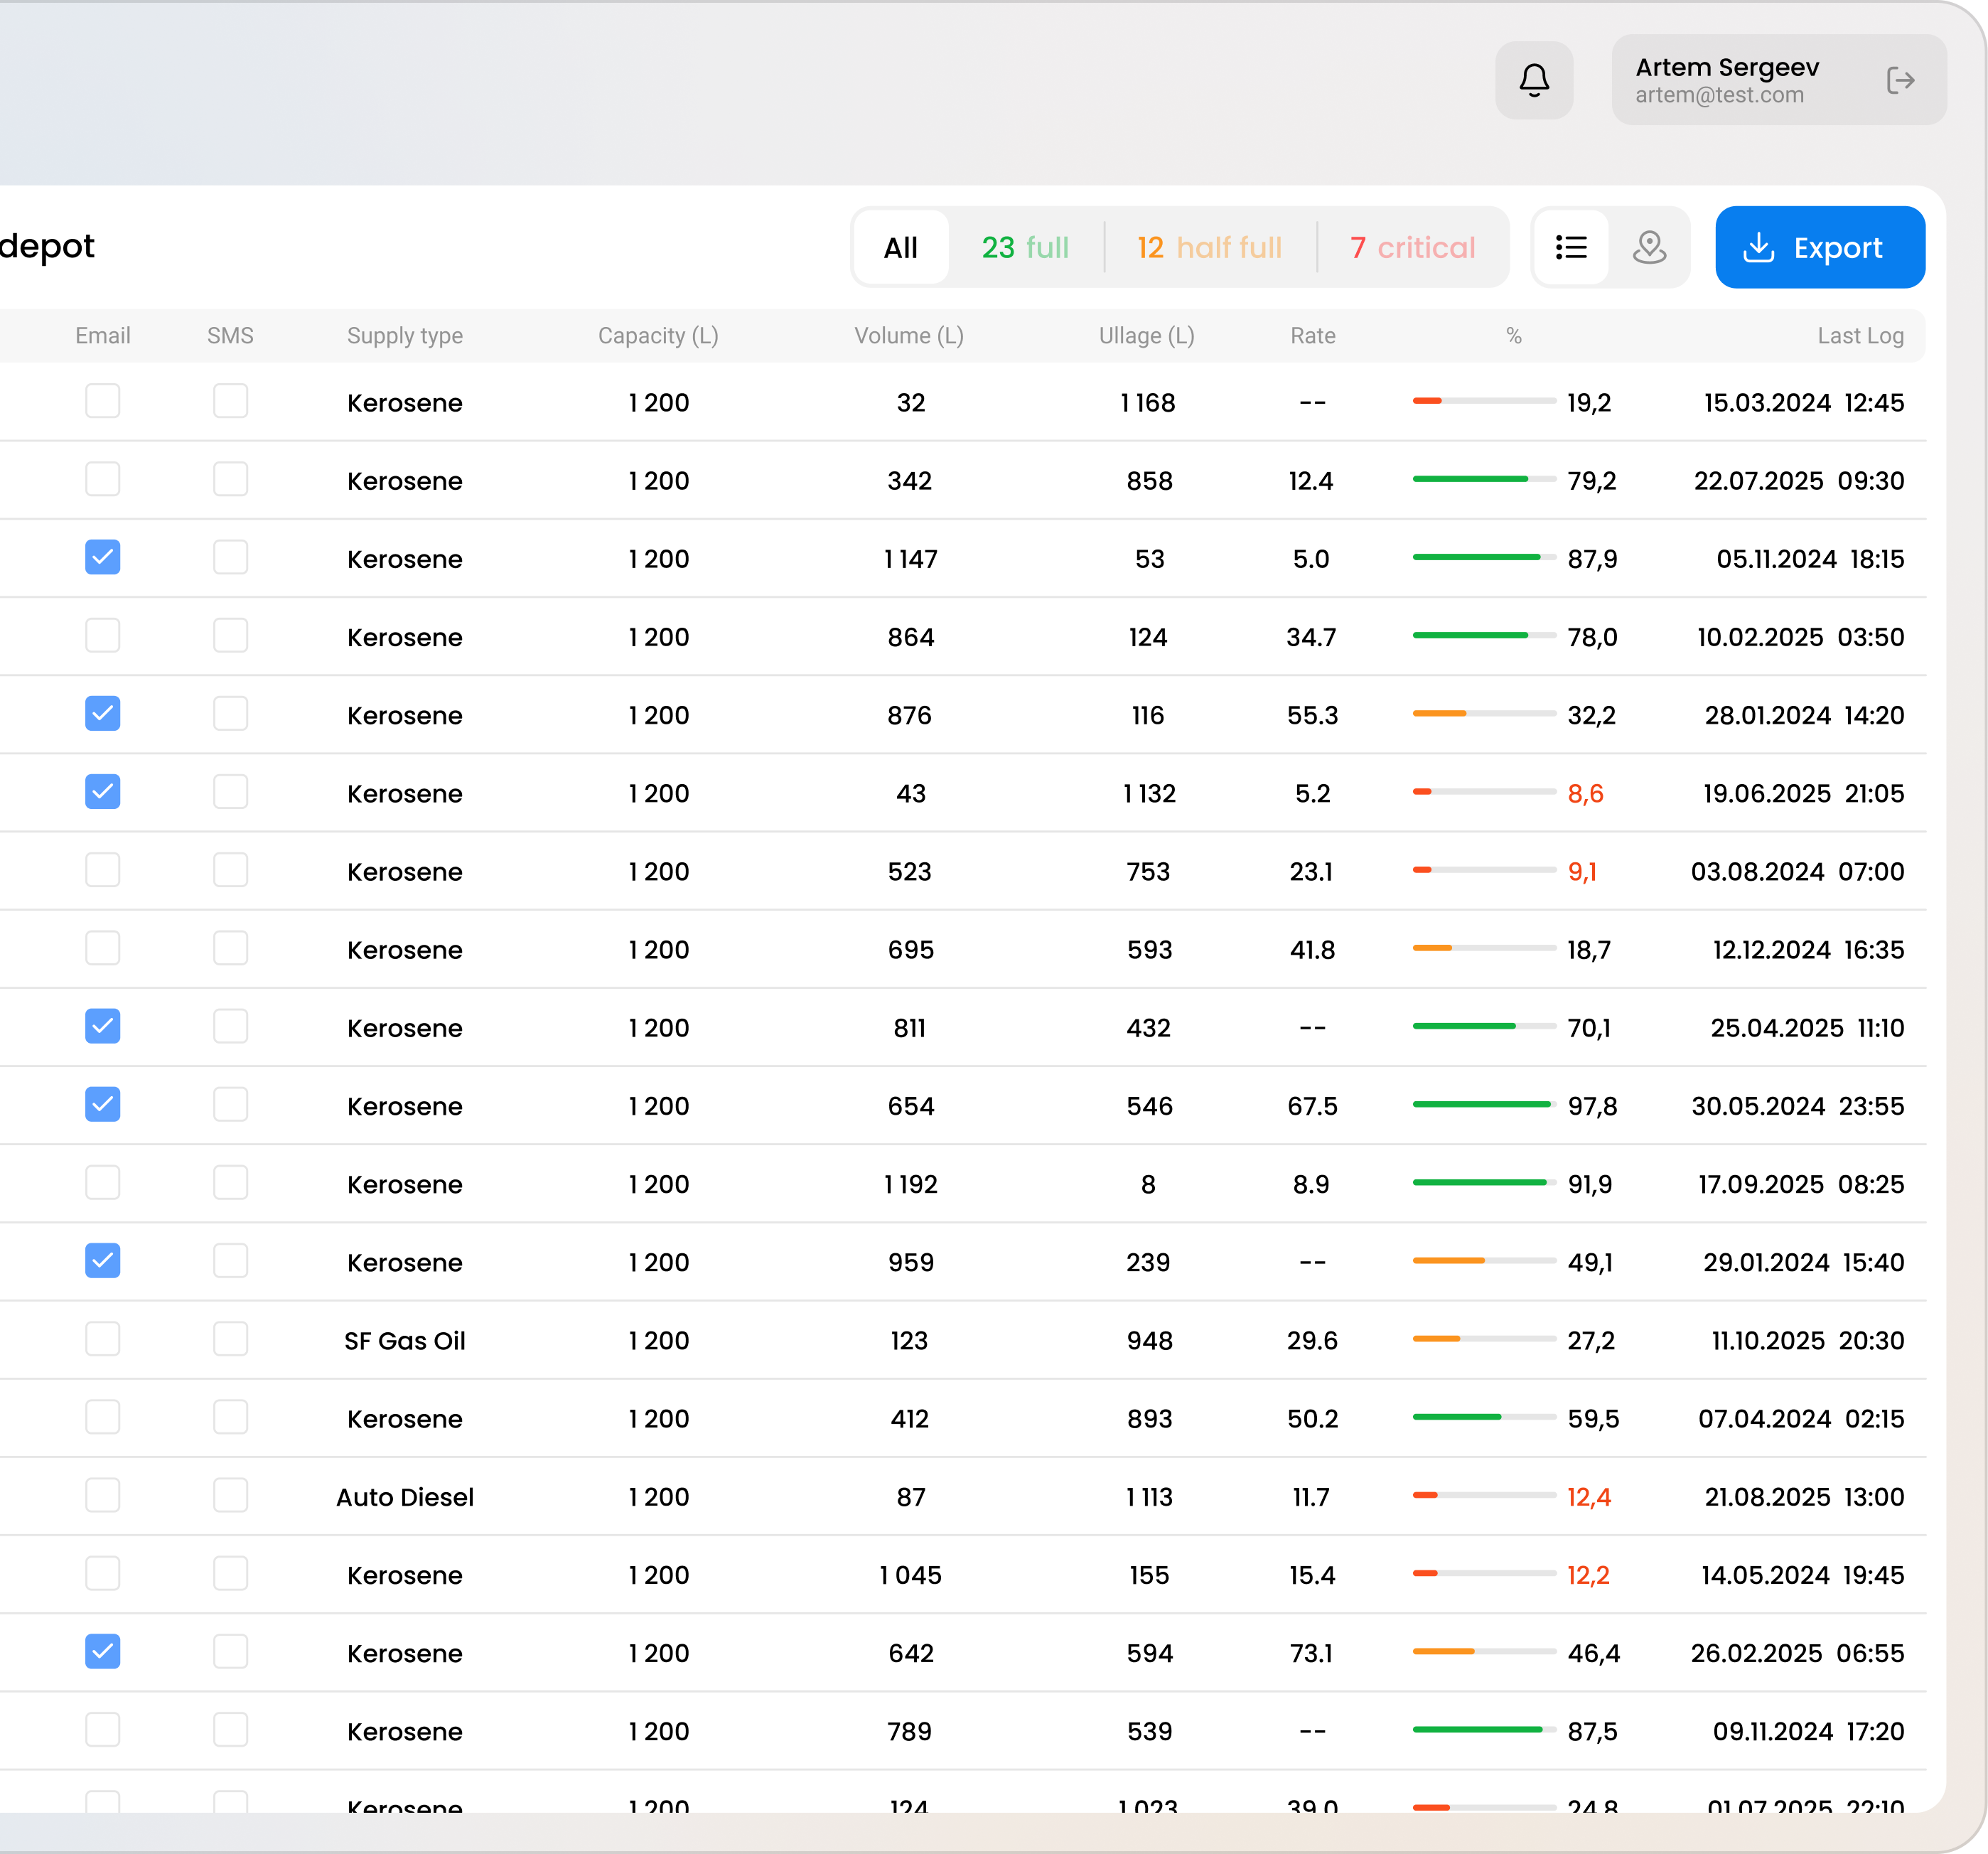 Artem Sergeev
artem@test.com
depot
All 23 full 12 half full 7 critical Export
Email SMS Supply type Capacity (L) Volume (L) Ullage (L) Rate % Last Log
Kerosene 1 200 32 1 168 -- 19,2 15.03.2024 12:45
Kerosene 1 200 342 858 12.4 79,2 22.07.2025 09:30
Kerosene 1 200 1 147 53 5.0 87,9 05.11.2024 18:15
Kerosene 1 200 864 124 34.7 78,0 10.02.2025 03:50
Kerosene 1 200 876 116 55.3 32,2 28.01.2024 14:20
Kerosene 1 200 43 1 132 5.2 8,6 19.06.2025 21:05
Kerosene 1 200 523 753 23.1 9,1 03.08.2024 07:00
Kerosene 1 200 695 593 41.8 18,7 12.12.2024 16:35
Kerosene 1 200 811 432 -- 70,1 25.04.2025 11:10
Kerosene 1 200 654 546 67.5 97,8 30.05.2024 23:55
Kerosene 1 200 1 192 8 8.9 91,9 17.09.2025 08:25
Kerosene 1 200 959 239 -- 49,1 29.01.2024 15:40
SF Gas Oil 1 200 123 948 29.6 27,2 11.10.2025 20:30
Kerosene 1 200 412 893 50.2 59,5 07.04.2024 02:15
Auto Diesel 1 200 87 1 113 11.7 12,4 21.08.2025 13:00
Kerosene 1 200 1 045 155 15.4 12,2 14.05.2024 19:45
Kerosene 1 200 642 594 73.1 46,4 26.02.2025 06:55
Kerosene 1 200 789 539 -- 87,5 09.11.2024 17:20
Kerosene 1 200 124 1 023 39.0 24,8 01.07.2025 22:10